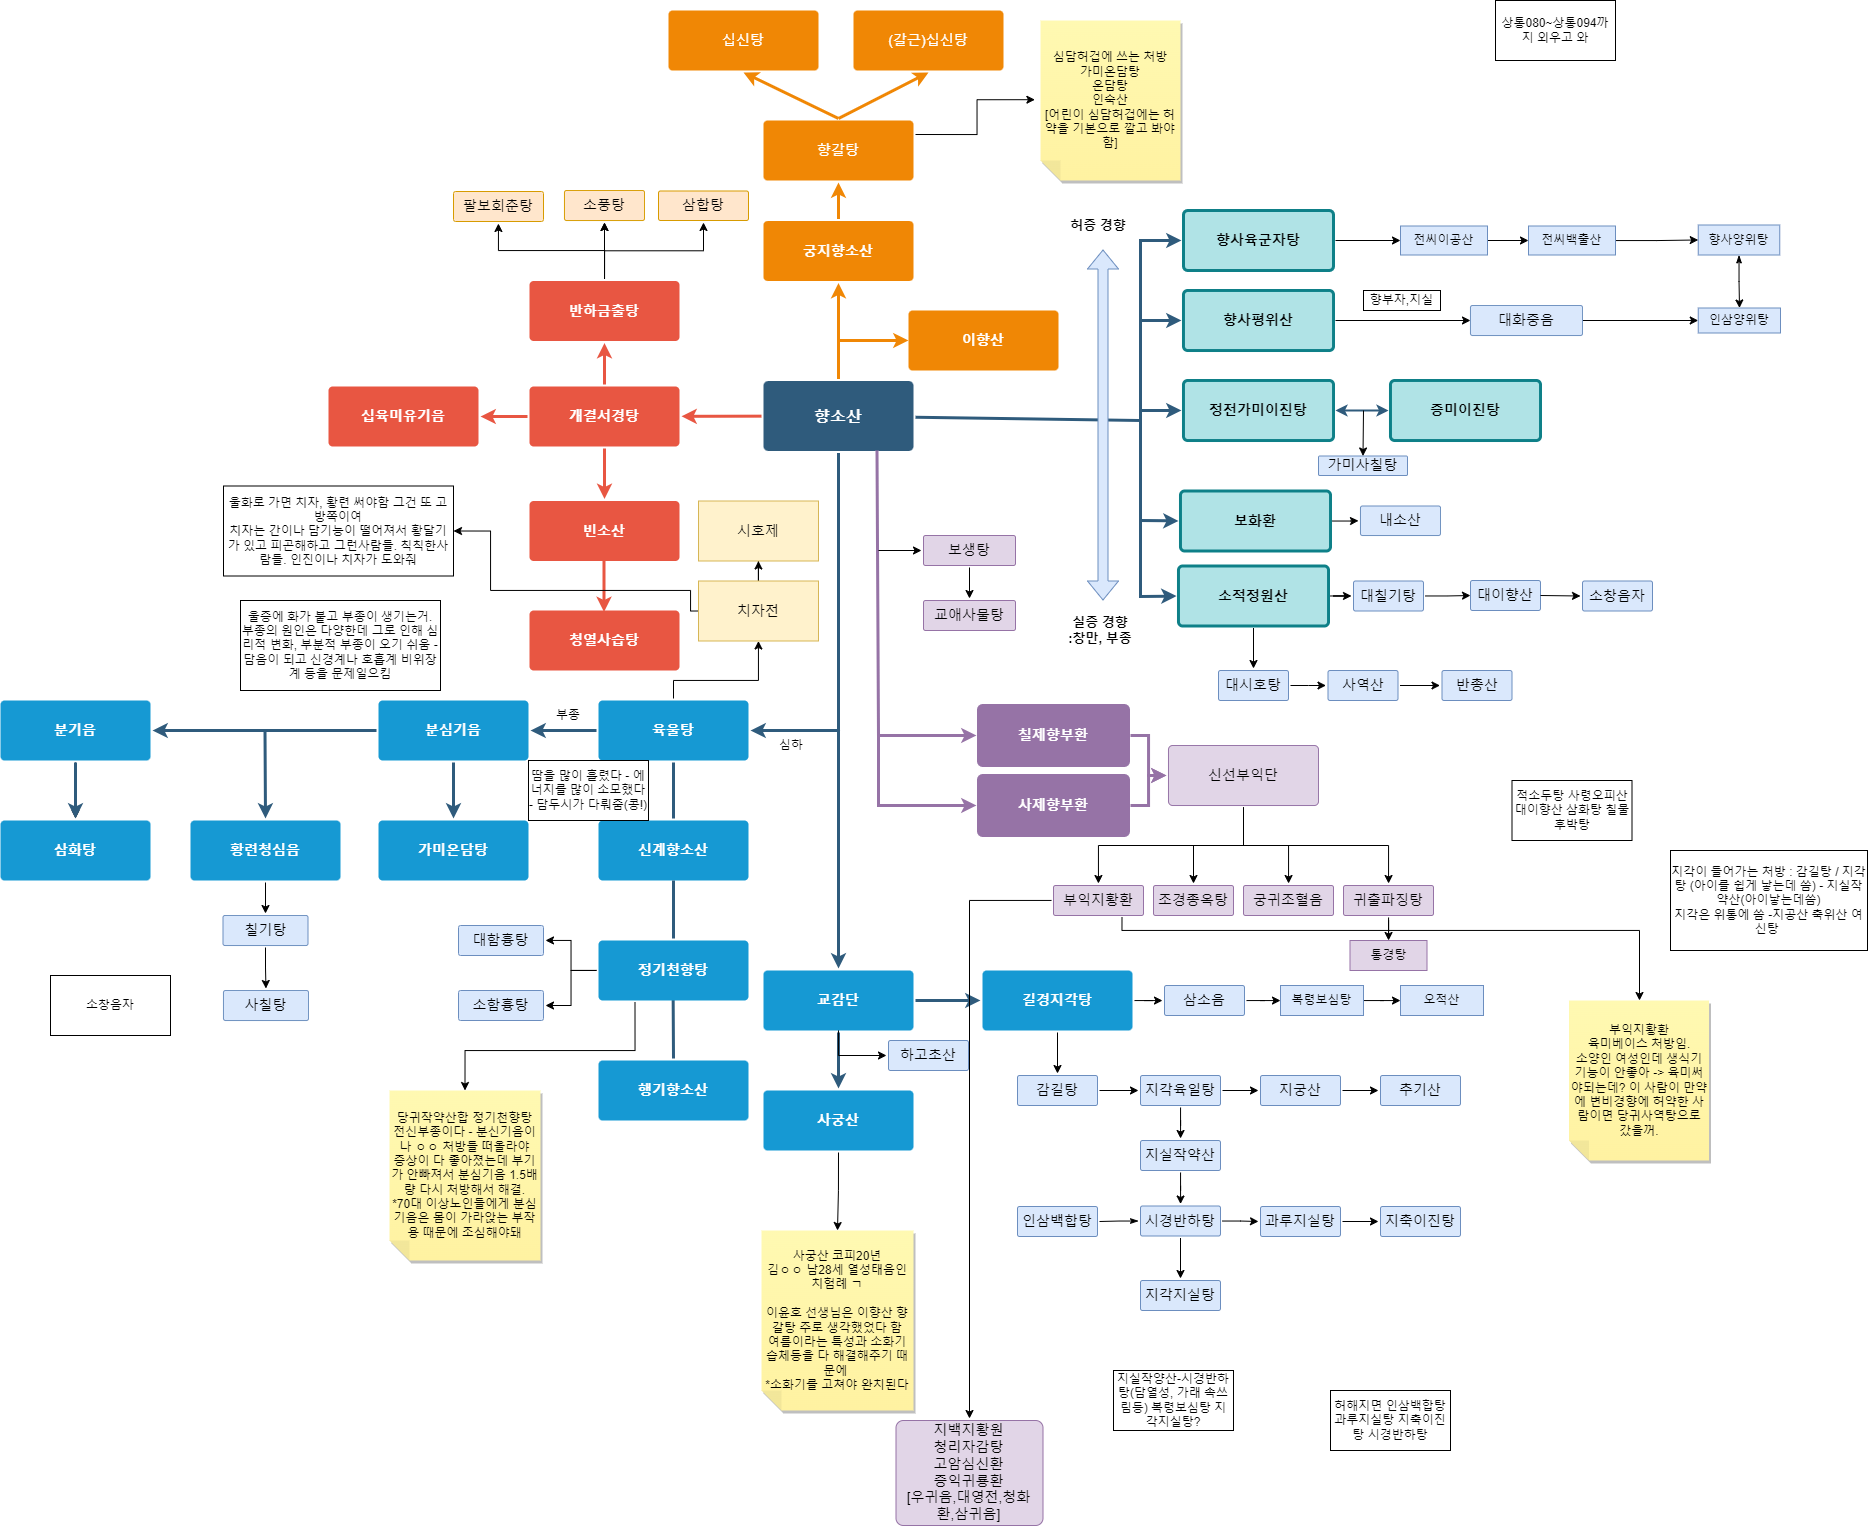 상통080~상통094까
지 외우고 와
십신탕
(갈근)십신탕
심담허겁에 쓰는 처방
가미온담탕
온담탕
인숙산
[어린이 심담허겁에는 허
약을 기본으로 깔고 봐야
함]
향갈탕
팔보회춘탕
소풍탕
삼합탕
궁지향소산
허증 경향
향사육군자탕
전씨이공산
전씨백출산
향사양위탕
반하금출탕
이향산
향사평위산
향부자,지실
대화중음
인삼양위탕
십육미유기음
개결서경탕
향소산
정전가미이진탕
증미이진탕
가미사칠탕
울화로 가면 치자, 황련 써야함 그건 또 고
방쪽이여
치자는 간이나 담기능이 떨어져서 황달기
가 있고 피곤해하고 그런사람들. 칙칙한사
람들. 인진이나 치자가 도와줘
빈소산
시호제
보화환
내소산
보생탕
치자전
교애사물탕
청열사습탕
소적정원산
대칠기탕
대이향산
소창음자
실증 경향
:창만, 부종
울증에 화가 붙고 부종이 생기는거.
부종의 원인은 다양한데 그로 인해 심
리적 변화, 부분적 부종이 오기 쉬움 -
담음이 되고 신경계나 호흡계 비위장
계 등을 문제일으킴
대시호탕
사역산
반총산
분기음
분심기음
부종
육울탕
심하
칠제향부환
사제향부환
신선부익단
땀을 많이 흘렸다 - 에
너지를 많이 소모했다
- 담두시가 다뤄줌(콩!)
적소두탕 사령오피산
대이향산 삼화탕 칠물
후박탕
삼화탕
황련청심음
가미온담탕
신계향소산
지각이 들어가는 처방 : 감길탕 / 지각
탕 (아이를 쉽게 낳는데 씀) - 지실작
약산(아이낳는데씀)
지각은 위통에 씀 -지공산 축위산 여
신탕
부익지황환
조경종옥탕
궁귀조혈음
귀출파징탕
통경탕
칠기탕
사칠탕
대함흉탕
소함흉탕
정기천향탕
소창음자
교감단
길경지각탕
삼소음
복령보심탕
오적산
하고초산
부익지황환
육미베이스 처방임.
소양인 여성인데 생식기
기능이 안좋아 -> 육미써
야되는데? 이 사람이 만약
에 변비경향에 허약한 사
람이면 당귀사역탕으로
갔을꺼.
행기향소산
사궁산
감길탕
지각육일탕
지궁산
추기산
지실작약산
당귀작약산합 정기천향탕
전신부종이다 - 분신기음이
나 ㅇㅇ 처방들 떠올라야
증상이 다 좋아졌는데 부기
가 안빠져서 분심기음 1.5배
량 다시 처방해서 해결.
*70대 이상노인들에게 분심
기음은 몸이 가라앉는 부작
용 때문에 조심해야돼
인삼백합탕
시경반하탕
과루지실탕
지축이진탕
지각지실탕
사궁산 코피20년
김ㅇㅇ 남28세 열성태음인
치험례 ㄱ
이윤호 선생님은 이향산 향
갈탕 주로 생각했었다 함
여름이라는 특성과 소화기
습체등을 다 해결해주기 때
문에
*소화기를 고쳐야 완치된다
지실작양산-시경반하
탕(담열성, 가래 속쓰
림등) 복령보심탕 지
각지실탕?
허해지면 인삼백합탕
과루지실탕 지축이진
탕 시경반하탕
지백지황원
청리자감탕
고암심신환
증익귀룡환
[우귀음,대영전,청화
환,삼귀음]